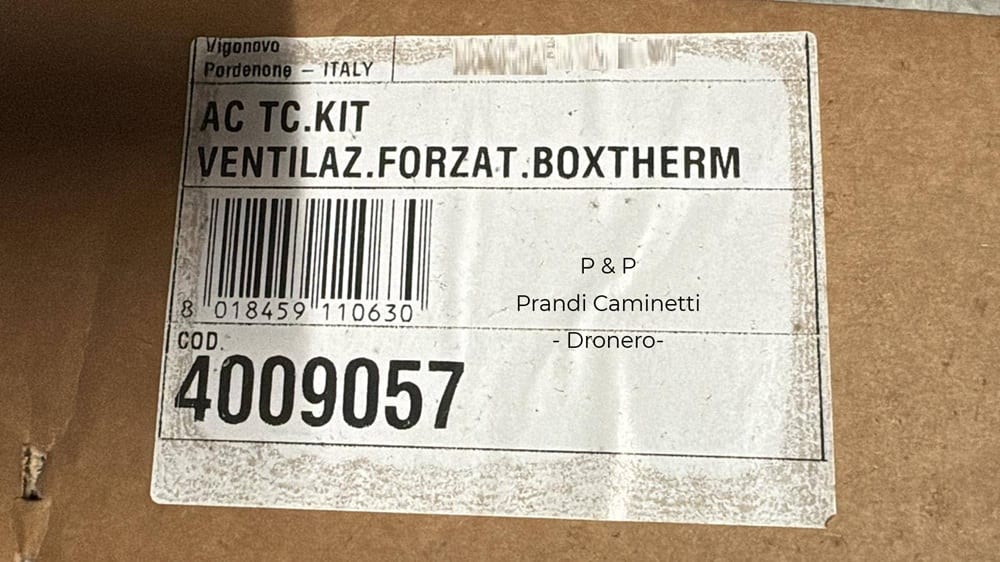 Vigonovo
Pordenone - ITALY
AC TC.KIT
VENTILAZ.FORZAT.BOXTHERM
8 018459 110630
P & P
Prandi Caminetti
- Dronero-
COD.
4009057